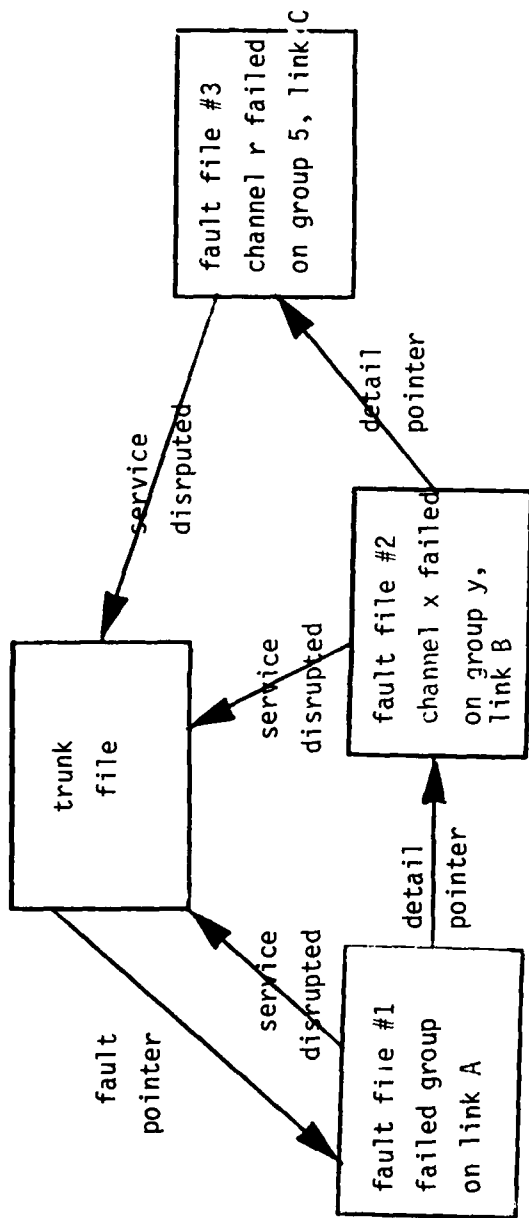 trunk
file
fault
pointer
service
disrupted
service
disrupted
service
disrputed
fault file #1
failed group
on link A
detail
pointer
fault file #2
channel x failed
on group y,
link B
detail
pointer
fault file #3
channel r failed
on group 5, link C